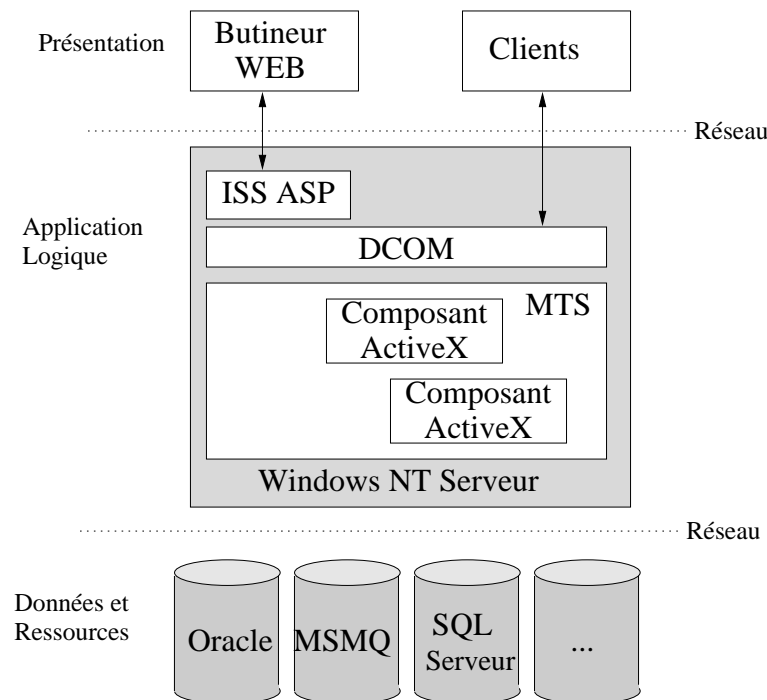 Présentation
Butineur
WEB
Clients
Réseau
ISS ASP
Application
Logique
DCOM
MTS
Composant
ActiveX
Composant
ActiveX
Windows NT Serveur
Réseau
Données et
Ressources
Oracle
MSMQ
SQL
Serveur
...